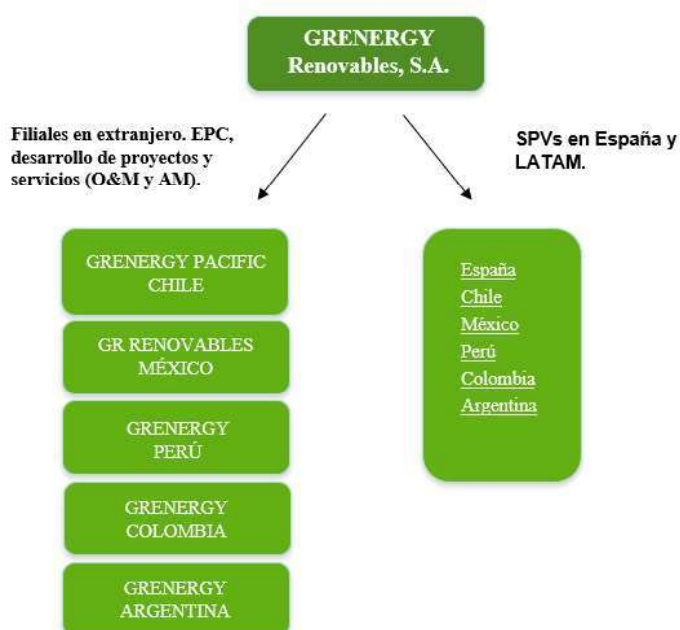 GRENERGY
Renovables, S.A.
Filiales en extranjero. EPC,
desarrollo de proyectos y
servicios (O&M y AM).
SPVs en España y
LATAM.
GRENERGY PACIFIC
CHILE
GR RENOVABLES
MÉXICO
GRENERGY
PERÚ
GRENERGY
COLOMBIA
GRENERGY
ARGENTINA
España
Chile
México
Perú
Colombia
Argentina